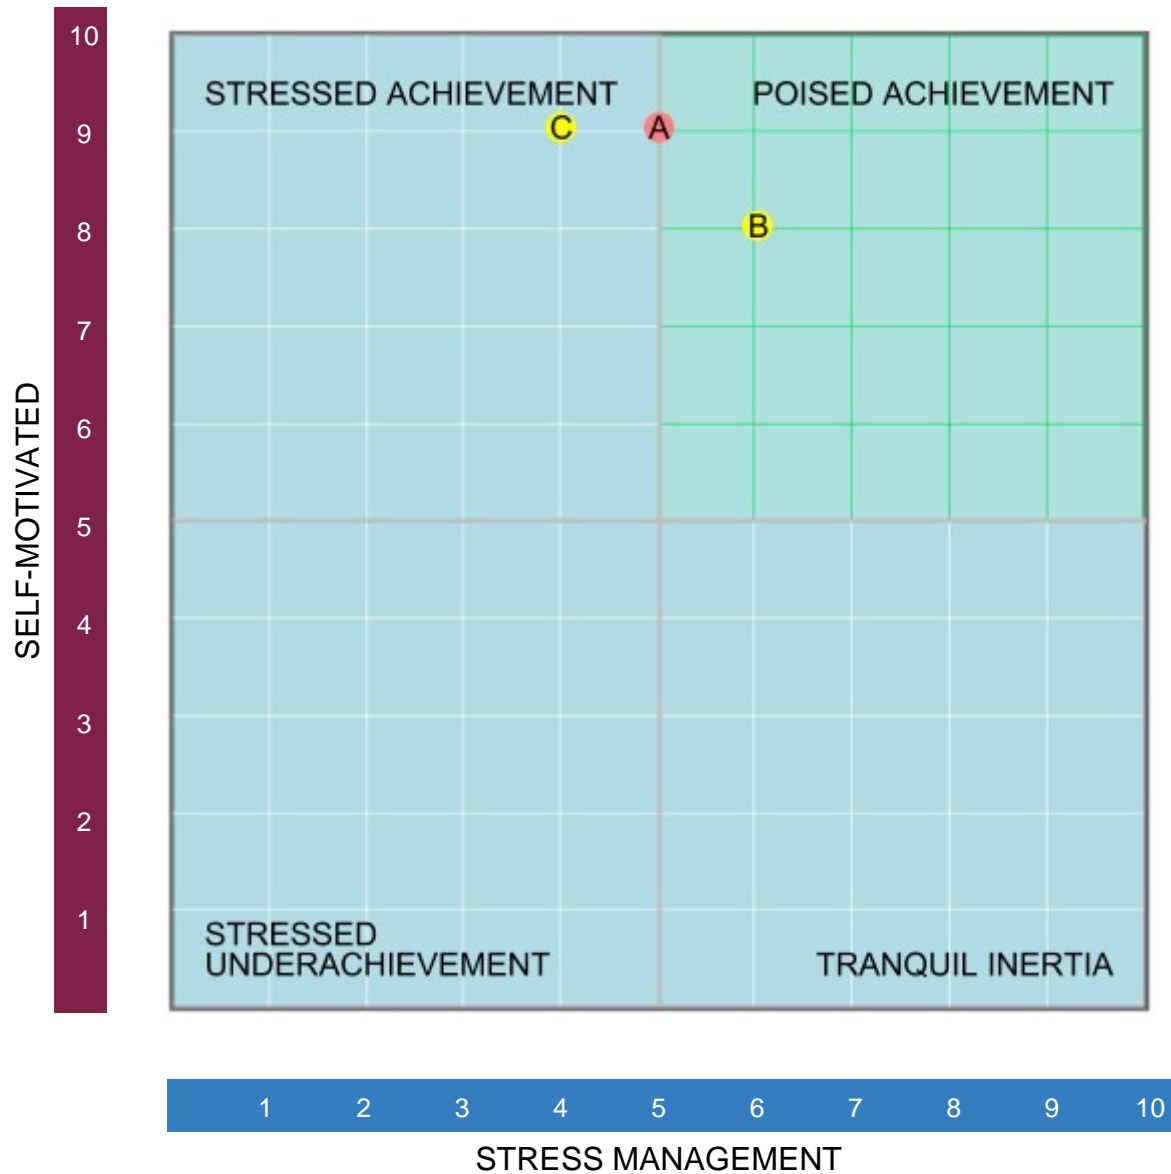 10
STRESSED ACHIEVEMENT
POISED ACHIEVEMENT
C
A
9
B
8
7
6
SELF-MOTIVATED
5
4
3
2
1
STRESSED
UNDERACHIEVEMENT
TRANQUIL INERTIA
1 2 3 4 5 6 7 8 9 10
STRESS MANAGEMENT